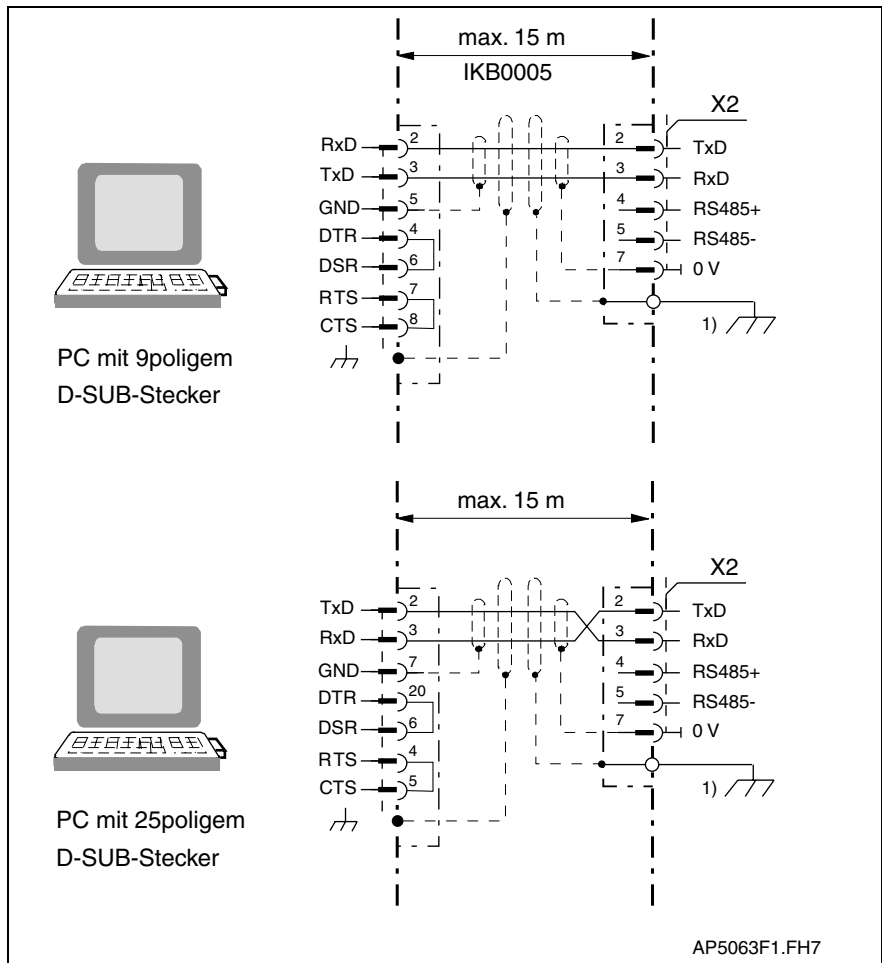 max. 15 m
IKB0005
X2
RxD 2 2 TxD
TxD 3 3 RxD
GND 5 4 RS485+
DTR 4 5 RS485-
DSR 6 7 0 V
RTS 7
CTS 8 1)
PC mit 9poligem
D-SUB-Stecker
max. 15 m
X2
TxD 2 2 TxD
RxD 3 3 RxD
GND 7 4 RS485+
DTR 20 5 RS485-
DSR 6 7 0 V
RTS 4
CTS 5 1)
PC mit 25poligem
D-SUB-Stecker
AP5063F1.FH7